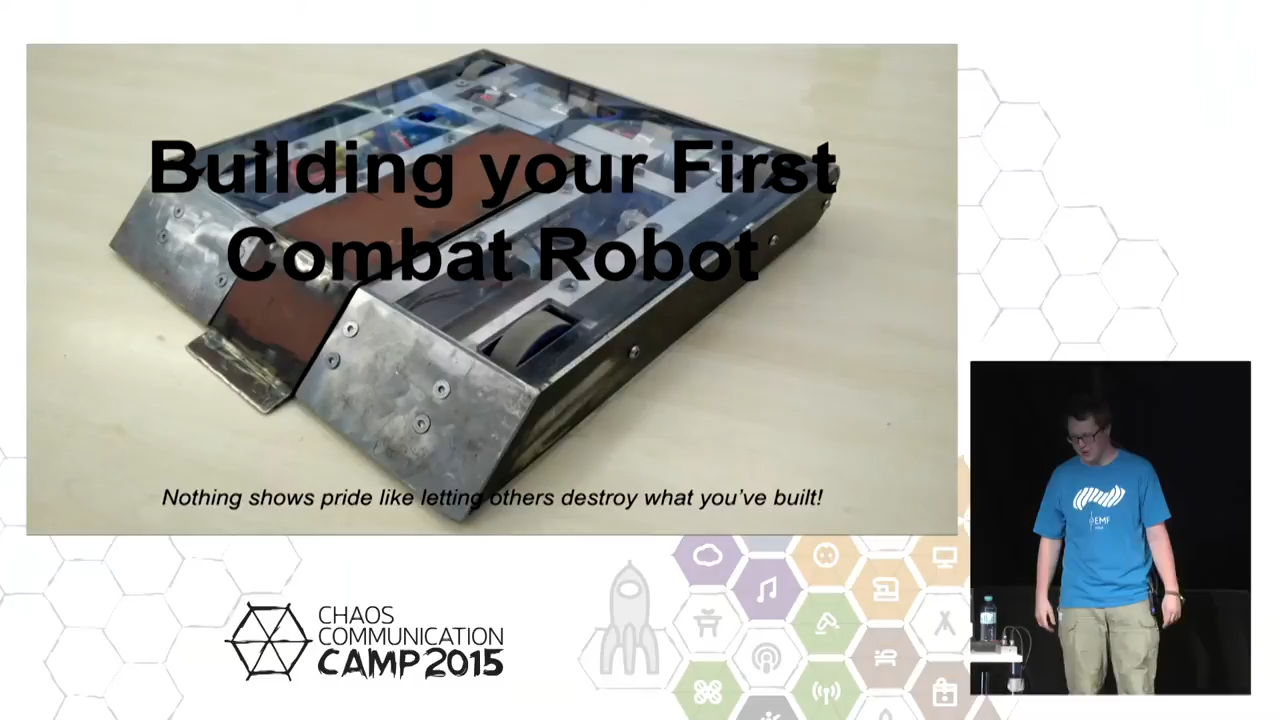 Building your First
Combat Robot
Nothing shows pride like letting others destroy what you've built!
EMF
CHAOS
COMMUNICATION
CAMP 2015